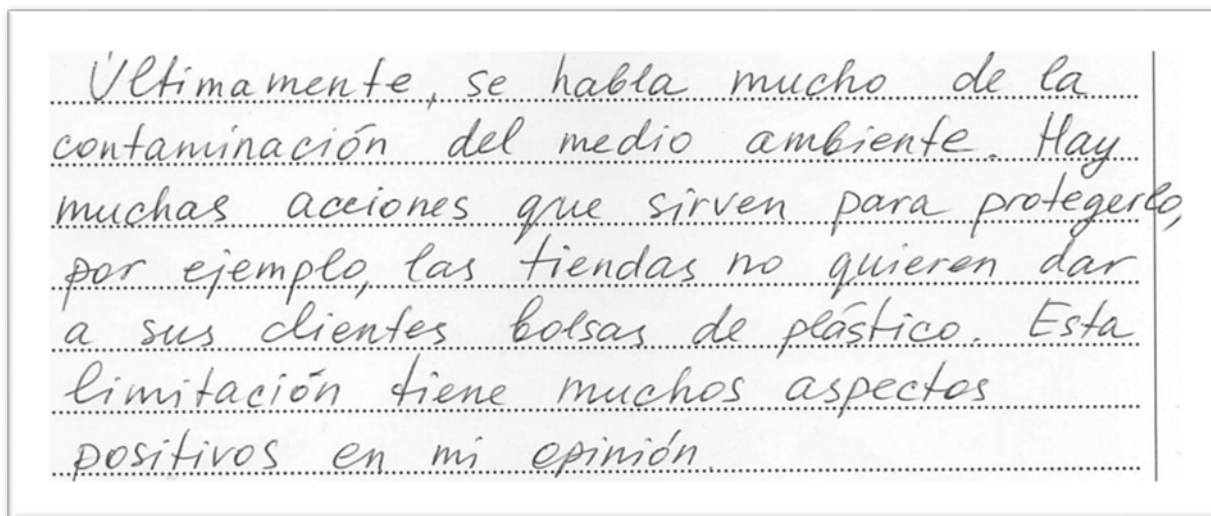 Últimamente, se habla mucho de la
contaminación del medio ambiente. Hay
muchas acciones que sirven para protegerlo,
por ejemplo, las tiendas no quieren dar
a sus clientes bolsas de plástico. Esta
limitación tiene muchos aspectos
positivos en mi opinión.